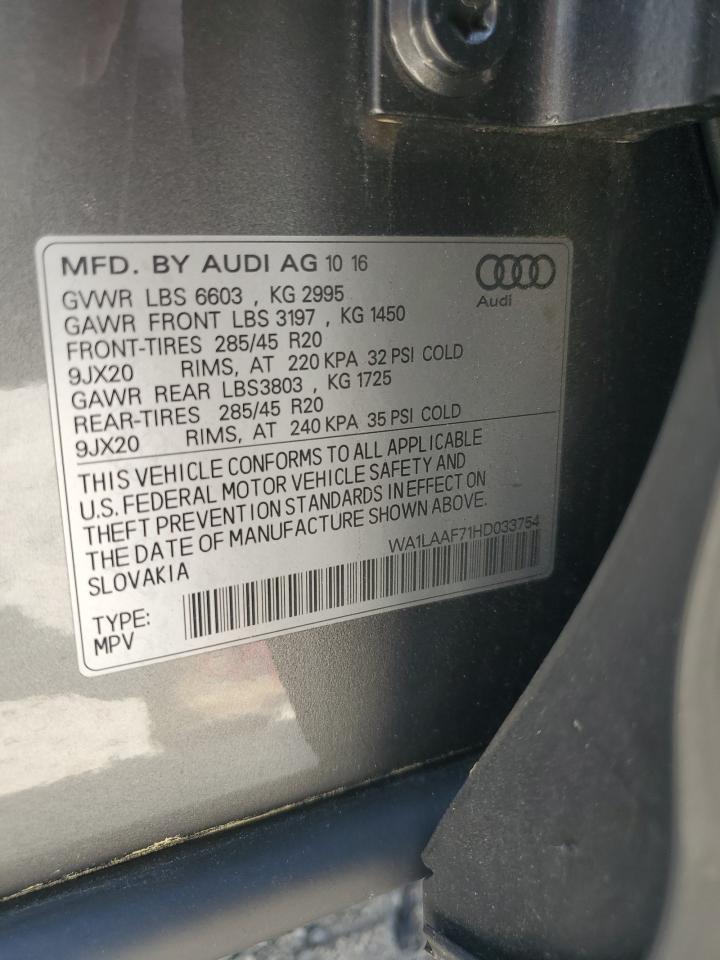 MFD. BY AUDI AG 10 16
Audi
GVWR LBS 6603 , KG 2995
GAWR FRONT LBS 3197 , KG 1450
FRONT-TIRES 285/45 R20
9JX20 RIMS, AT 220 KPA 32 PSI COLD
GAWR REAR LBS3803 , KG 1725
REAR-TIRES 285/45 R20
9JX20 RIMS, AT 240 KPA 35 PSI COLD
THIS VEHICLE CONFORMS TO ALL APPLICABLE
U.S. FEDERAL MOTOR VEHICLE SAFETY AND
THEFT PREVENTION STANDARDS IN EFFECT ON
THE DATE OF MANUFACTURE SHOWN ABOVE.
SLOVAKIA
WA1LAAF71HD033754
TYPE:
MPV